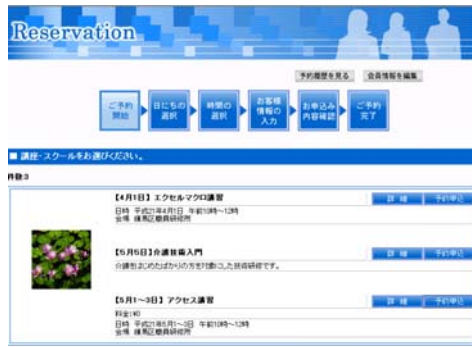 Reservation
予約履歴を見る 会員情報を編集
ご予約
開始
日にちの
選択
時間の
選択
お客様
情報の
入力
お申込み
内容確認
ご予約
完了
■ 講座・スクールをお選びください。
件数:3
【4月1日】エクセルマクロ講習
詳細 予約申込
日時 平成21年4月1日 午前10時~12時
会場 練馬区職員研修所
【5月5日】介護技術入門
詳細 予約申込
介護をはじめたばかりの方を対象にした技術研修です。
【5月1~3日】アクセス講習
詳細 予約申込
料金:¥0
日時 平成21年5月1~3日 午前10時~12時
会場 練馬区職員研修所